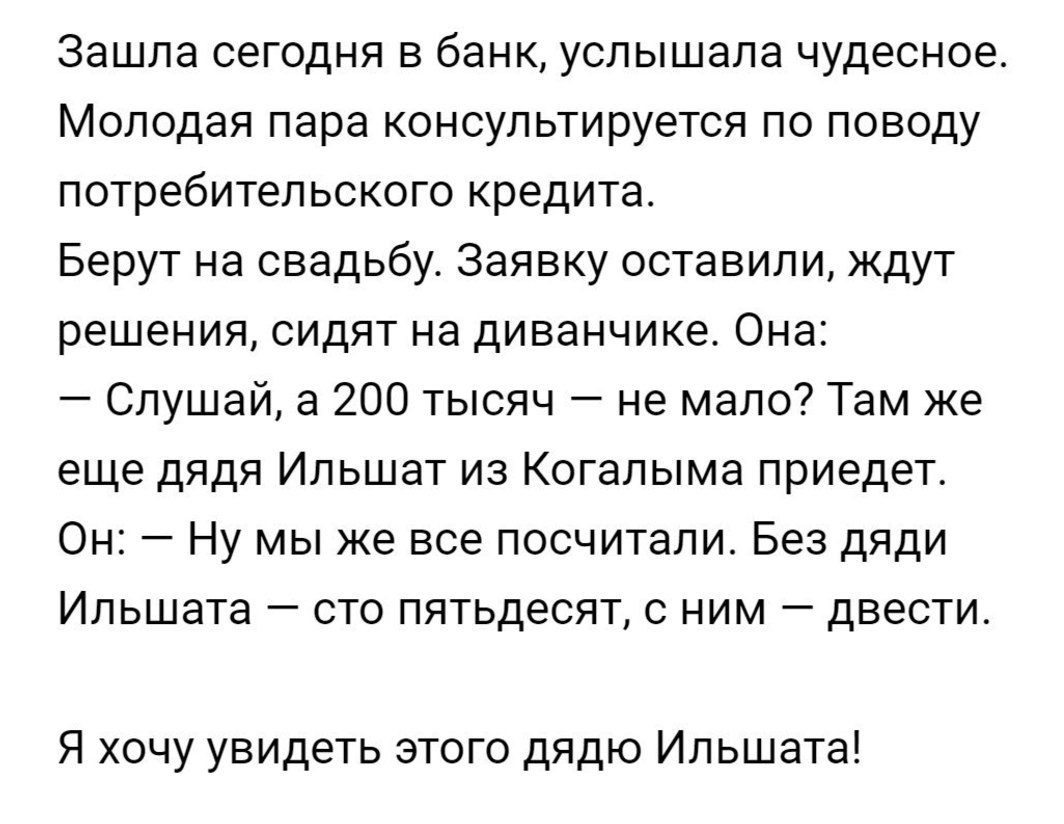 Зашла сегодня в банк, услышала чудесное.
Молодая пара консультируется по поводу
потребительского кредита.
Берут на свадьбу. Заявку оставили, ждут
решения, сидят на диванчике. Она:
— Слушай, а 200 тысяч — не мало? Там же
еще дядя Ильшат из Когалыма приедет.
Он: — Ну мы же все посчитали. Без дяди
Ильшата — сто пятьдесят, с ним — двести.
Я хочу увидеть этого дядю Ильшата!